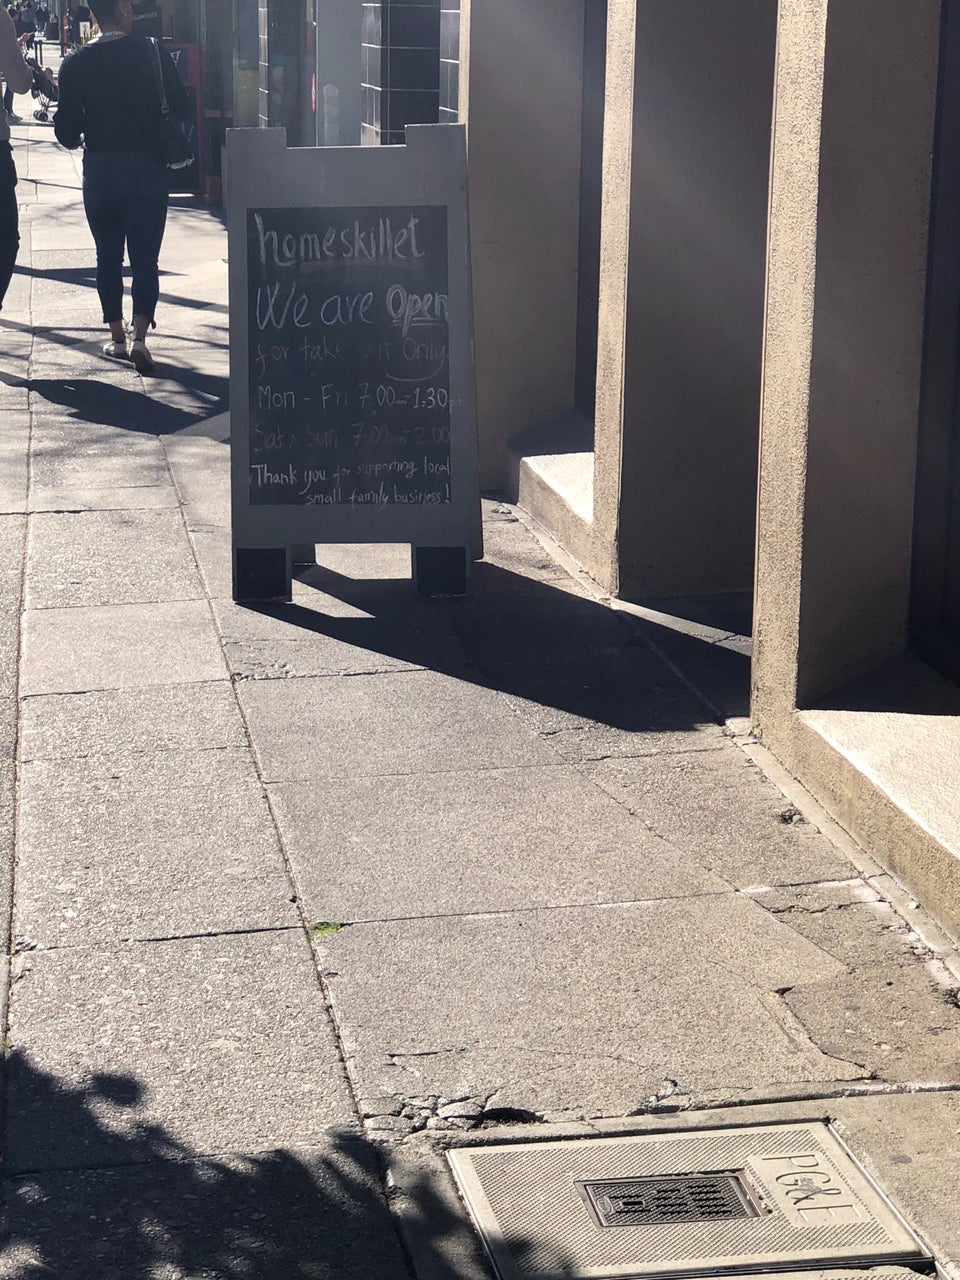 homeskillet
We are Open
for take out Only
Mon - Fri 7.00am-1:30pm
Sat & Sun 7.00am-2.00
Thank you for supporting local
small family business!
PG&E